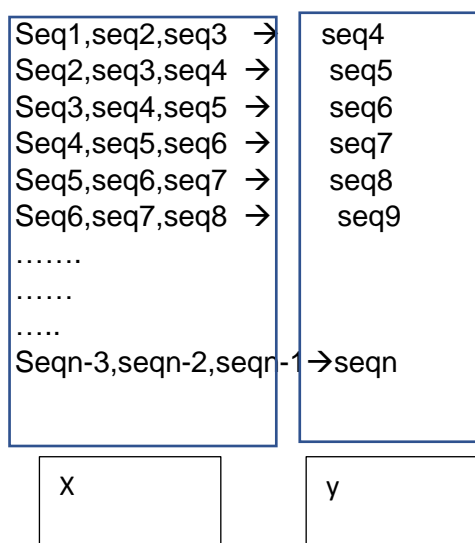 Seq1,seq2,seq3 → seq4
Seq2,seq3,seq4 → seq5
Seq3,seq4,seq5 → seq6
Seq4,seq5,seq6 → seq7
Seq5,seq6,seq7 → seq8
Seq6,seq7,seq8 → seq9
…….
……
…..
Seqn-3,seqn-2,seqn-1→seqn
X y